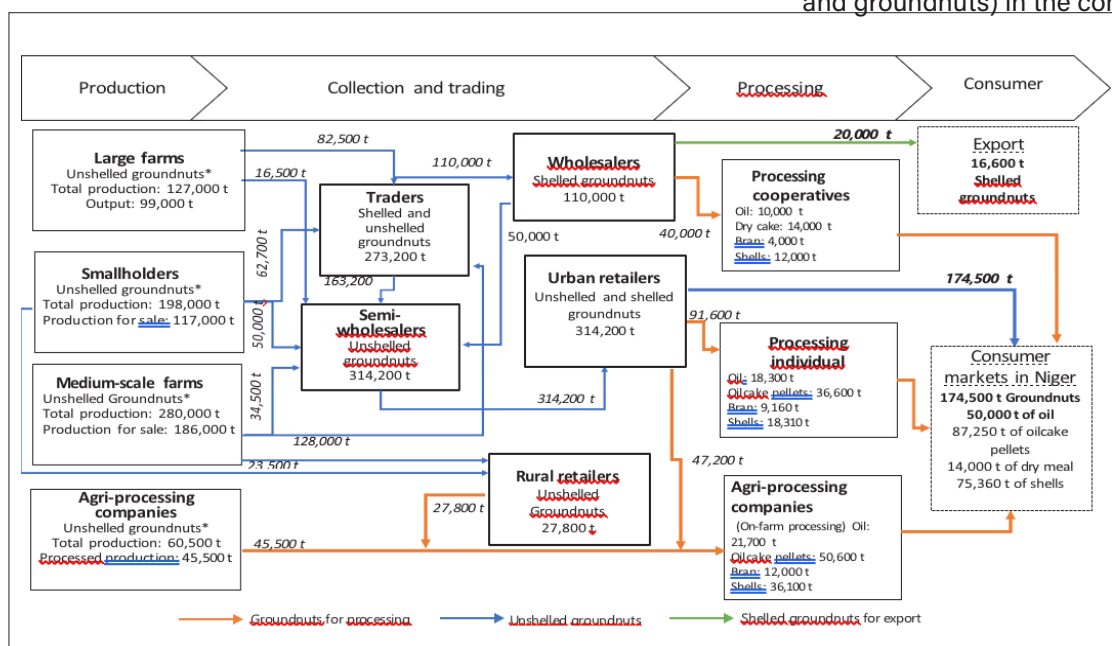 and groundnuts) in the con
Production
Collection and trading
Processing
Consumer
Large farms
Unshelled groundnuts*
Total production: 127,000 t
Output: 99,000 t
82,500 t
16,500 t
110,000 t
Traders
Shelled and
unshelled
groundnuts
273,200 t
Wholesalers
Shelled groundnuts
110,000 t
20,000 t
Export
16,600 t
Shelled
groundnuts
Processing
cooperatives
Oil: 10,000 t
Dry cake: 14,000 t
Bran: 4,000 t
Shells: 12,000 t
40,000 t
50,000 t
62,700 t
Smallholders
Unshelled groundnuts*
Total production: 198,000 t
Production for sale: 117,000 t
50,000 t
163,200
Semi-
wholesalers
Unshelled
groundnuts
314,200 t
Urban retailers
Unshelled and shelled
groundnuts
314,200 t
174,500 t
91,600 t
Processing
individual
Oil: 18,300 t
Oilcake pellets: 36,600 t
Bran: 9,160 t
Shells: 18,310 t
Consumer
markets in Niger
174,500 t Groundnuts
50,000 t of oil
87,250 t of oilcake
pellets
14,000 t of dry meal
75,360 t of shells
Medium-scale farms
Unshelled Groundnuts*
Total production: 280,000 t
Production for sale: 186,000 t
34,500 t
314,200 t
128,000 t
23,500 t
Rural retailers
Unshelled
Groundnuts
27,800 t
47,200 t
27,800 t
Agri-processing
companies
Unshelled groundnuts*
Total production: 60,500 t
Processed production: 45,500 t
45,500 t
Agri-processing
companies
(On-farm processing) Oil:
21,700 t
Oilcake pellets: 50,600 t
Bran: 12,000 t
Shells: 36,100 t
Groundnuts for processing
Unshelled groundnuts
Shelled groundnuts for export